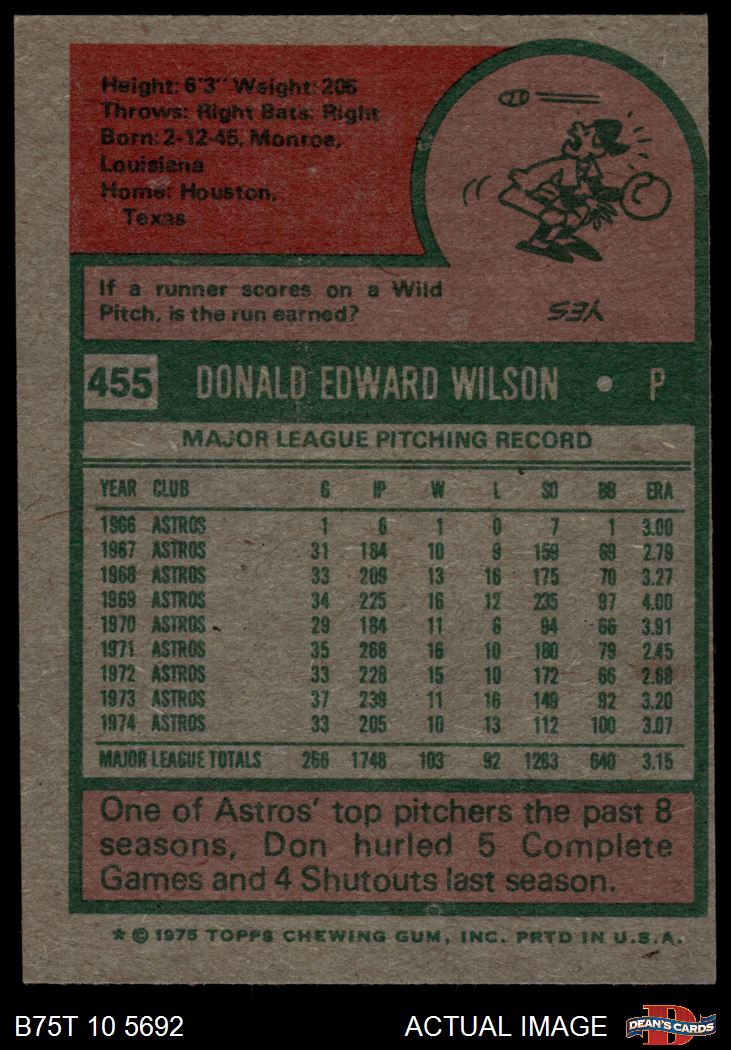 Height: 6'3" Weight: 205
Throws: Right Bats: Right
Born: 2-12-45, Monroe,
Louisiana
Home: Houston,
Texas
If a runner scores on a Wild
Pitch, is the run earned?
YES
455 DONALD EDWARD WILSON • P
MAJOR LEAGUE PITCHING RECORD
YEAR CLUB G IP W L SO BB ERA
1966 ASTROS 1 6 1 0 7 1 3.00
1967 ASTROS 31 184 10 9 159 69 2.79
1968 ASTROS 33 209 13 16 175 70 3.27
1969 ASTROS 34 225 16 12 235 97 4.00
1970 ASTROS 29 184 11 6 94 66 3.91
1971 ASTROS 35 268 16 10 180 79 2.45
1972 ASTROS 33 228 15 10 172 66 2.68
1973 ASTROS 37 239 11 16 149 92 3.20
1974 ASTROS 33 205 10 13 112 100 3.07
MAJOR LEAGUE TOTALS 266 1748 103 92 1283 640 3.15
One of Astros' top pitchers the past 8
seasons, Don hurled 5 Complete
Games and 4 Shutouts last season.
* © 1975 TOPPS CHEWING GUM, INC. PRTD IN U.S.A.
B75T 10 5692 ACTUAL IMAGE DEAN'S CARDS